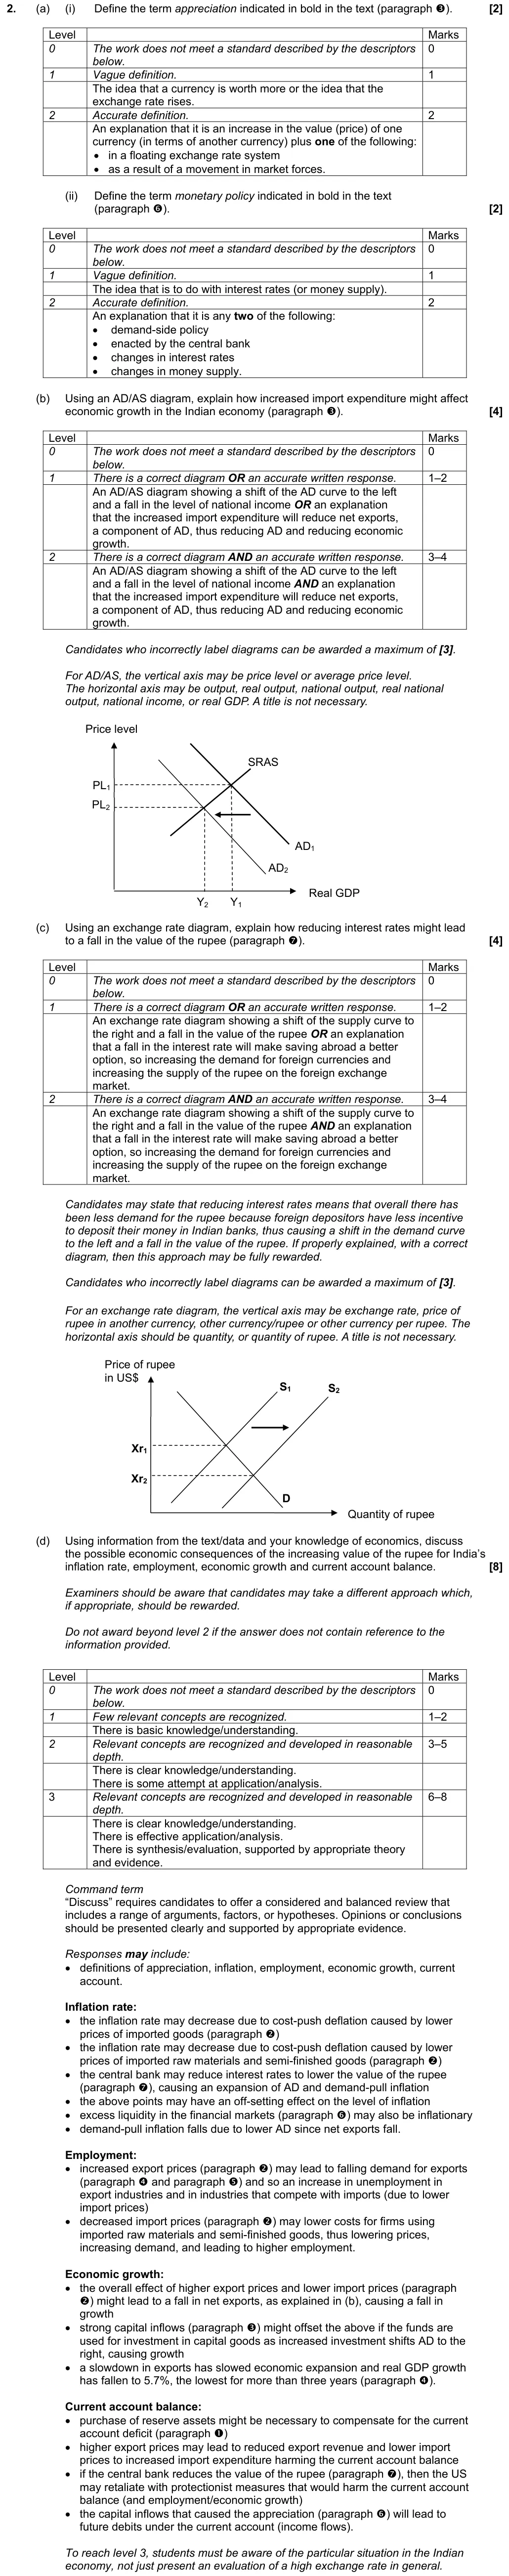 2. (a) (i) Define the term appreciation indicated in bold in the text (paragraph ❸). [2]
Level Marks
0 The work does not meet a standard described by the descriptors 0
below.
1 Vague definition. 1
The idea that a currency is worth more or the idea that the
exchange rate rises.
2 Accurate definition. 2
An explanation that it is an increase in the value (price) of one
currency (in terms of another currency) plus one of the following:
• in a floating exchange rate system
• as a result of a movement in market forces.
(ii) Define the term monetary policy indicated in bold in the text
(paragraph ❻). [2]
Level Marks
0 The work does not meet a standard described by the descriptors 0
below.
1 Vague definition. 1
The idea that is to do with interest rates (or money supply).
2 Accurate definition. 2
An explanation that it is any two of the following:
• demand-side policy
• enacted by the central bank
• changes in interest rates
• changes in money supply.
(b) Using an AD/AS diagram, explain how increased import expenditure might affect
economic growth in the Indian economy (paragraph ❸). [4]
Level Marks
0 The work does not meet a standard described by the descriptors 0
below.
1 There is a correct diagram OR an accurate written response. 1–2
An AD/AS diagram showing a shift of the AD curve to the left
and a fall in the level of national income OR an explanation
that the increased import expenditure will reduce net exports,
a component of AD, thus reducing AD and reducing economic
growth.
2 There is a correct diagram AND an accurate written response. 3–4
An AD/AS diagram showing a shift of the AD curve to the left
and a fall in the level of national income AND an explanation
that the increased import expenditure will reduce net exports,
a component of AD, thus reducing AD and reducing economic
growth.
Candidates who incorrectly label diagrams can be awarded a maximum of [3].
For AD/AS, the vertical axis may be price level or average price level.
The horizontal axis may be output, real output, national output, real national
output, national income, or real GDP. A title is not necessary.
Price level
SRAS
PL₁
PL₂
AD₁
AD₂
Real GDP
Y₂ Y₁
(c) Using an exchange rate diagram, explain how reducing interest rates might lead
to a fall in the value of the rupee (paragraph ❼). [4]
Level Marks
0 The work does not meet a standard described by the descriptors 0
below.
1 There is a correct diagram OR an accurate written response. 1–2
An exchange rate diagram showing a shift of the supply curve to
the right and a fall in the value of the rupee OR an explanation
that a fall in the interest rate will make saving abroad a better
option, so increasing the demand for foreign currencies and
increasing the supply of the rupee on the foreign exchange
market.
2 There is a correct diagram AND an accurate written response. 3–4
An exchange rate diagram showing a shift of the supply curve to
the right and a fall in the value of the rupee AND an explanation
that a fall in the interest rate will make saving abroad a better
option, so increasing the demand for foreign currencies and
increasing the supply of the rupee on the foreign exchange
market.
Candidates may state that reducing interest rates means that overall there has
been less demand for the rupee because foreign depositors have less incentive
to deposit their money in Indian banks, thus causing a shift in the demand curve
to the left and a fall in the value of the rupee. If properly explained, with a correct
diagram, then this approach may be fully rewarded.
Candidates who incorrectly label diagrams can be awarded a maximum of [3].
For an exchange rate diagram, the vertical axis may be exchange rate, price of
rupee in another currency, other currency/rupee or other currency per rupee. The
horizontal axis should be quantity, or quantity of rupee. A title is not necessary.
Price of rupee
in US$
S₁ S₂
Xr₁
Xr₂
D
Quantity of rupee
(d) Using information from the text/data and your knowledge of economics, discuss
the possible economic consequences of the increasing value of the rupee for India's
inflation rate, employment, economic growth and current account balance. [8]
Examiners should be aware that candidates may take a different approach which,
if appropriate, should be rewarded.
Do not award beyond level 2 if the answer does not contain reference to the
information provided.
Level Marks
0 The work does not meet a standard described by the descriptors 0
below.
1 Few relevant concepts are recognized. 1–2
There is basic knowledge/understanding.
2 Relevant concepts are recognized and developed in reasonable 3–5
depth.
There is clear knowledge/understanding.
There is some attempt at application/analysis.
3 Relevant concepts are recognized and developed in reasonable 6–8
depth.
There is clear knowledge/understanding.
There is effective application/analysis.
There is synthesis/evaluation, supported by appropriate theory
and evidence.
Command term
"Discuss" requires candidates to offer a considered and balanced review that
includes a range of arguments, factors, or hypotheses. Opinions or conclusions
should be presented clearly and supported by appropriate evidence.
Responses may include:
• definitions of appreciation, inflation, employment, economic growth, current
account.
Inflation rate:
• the inflation rate may decrease due to cost-push deflation caused by lower
prices of imported goods (paragraph ❷)
• the inflation rate may decrease due to cost-push deflation caused by lower
prices of imported raw materials and semi-finished goods (paragraph ❷)
• the central bank may reduce interest rates to lower the value of the rupee
(paragraph ❼), causing an expansion of AD and demand-pull inflation
• the above points may have an off-setting effect on the level of inflation
• excess liquidity in the financial markets (paragraph ❻) may also be inflationary
• demand-pull inflation falls due to lower AD since net exports fall.
Employment:
• increased export prices (paragraph ❷) may lead to falling demand for exports
(paragraph ❹ and paragraph ❺) and so an increase in unemployment in
export industries and in industries that compete with imports (due to lower
import prices)
• decreased import prices (paragraph ❷) may lower costs for firms using
imported raw materials and semi-finished goods, thus lowering prices,
increasing demand, and leading to higher employment.
Economic growth:
• the overall effect of higher export prices and lower import prices (paragraph
❷) might lead to a fall in net exports, as explained in (b), causing a fall in
growth
• strong capital inflows (paragraph ❸) might offset the above if the funds are
used for investment in capital goods as increased investment shifts AD to the
right, causing growth
• a slowdown in exports has slowed economic expansion and real GDP growth
has fallen to 5.7%, the lowest for more than three years (paragraph ❹).
Current account balance:
• purchase of reserve assets might be necessary to compensate for the current
account deficit (paragraph ❶)
• higher export prices may lead to reduced export revenue and lower import
prices to increased import expenditure harming the current account balance
• if the central bank reduces the value of the rupee (paragraph ❼), then the US
may retaliate with protectionist measures that would harm the current account
balance (and employment/economic growth)
• the capital inflows that caused the appreciation (paragraph ❻) will lead to
future debits under the current account (income flows).
To reach level 3, students must be aware of the particular situation in the Indian
economy, not just present an evaluation of a high exchange rate in general.